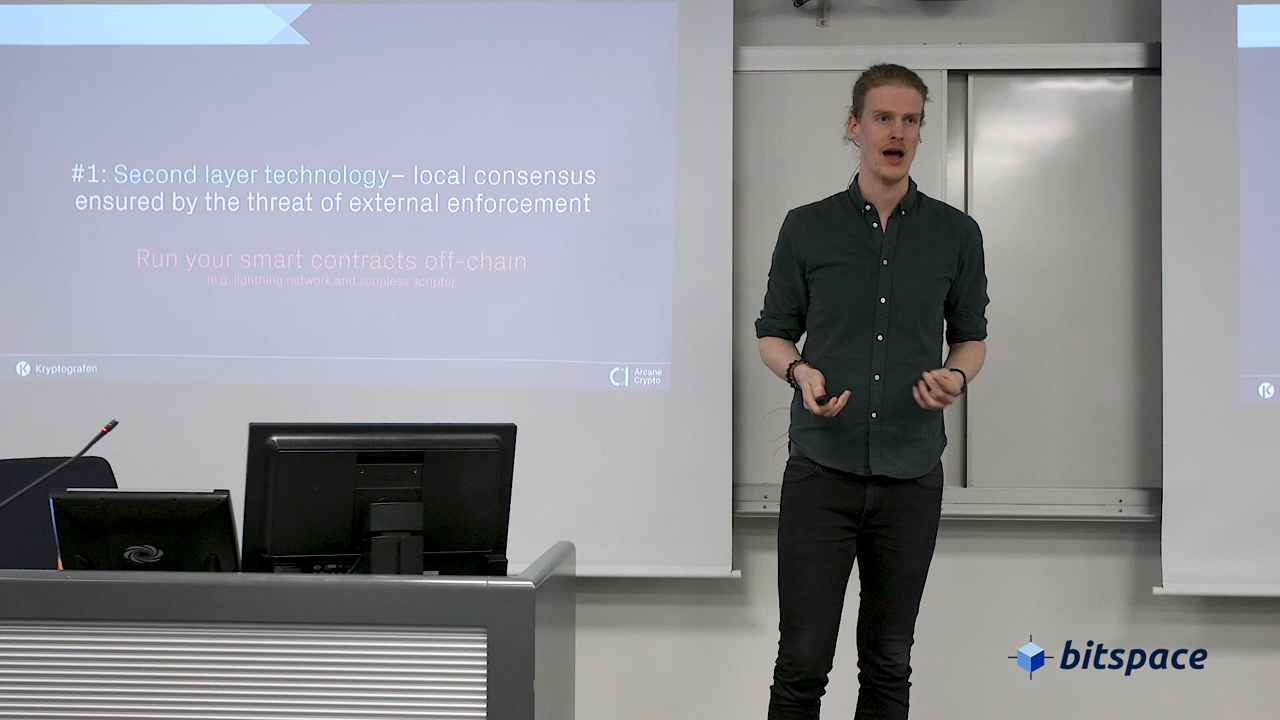 #1: Second layer technology– local consensus
ensured by the threat of external enforcement
Run your smart contracts off-chain
(e.g. lightning network and scripless scripts)
Kryptografen
Arcane
Crypto
bitspace